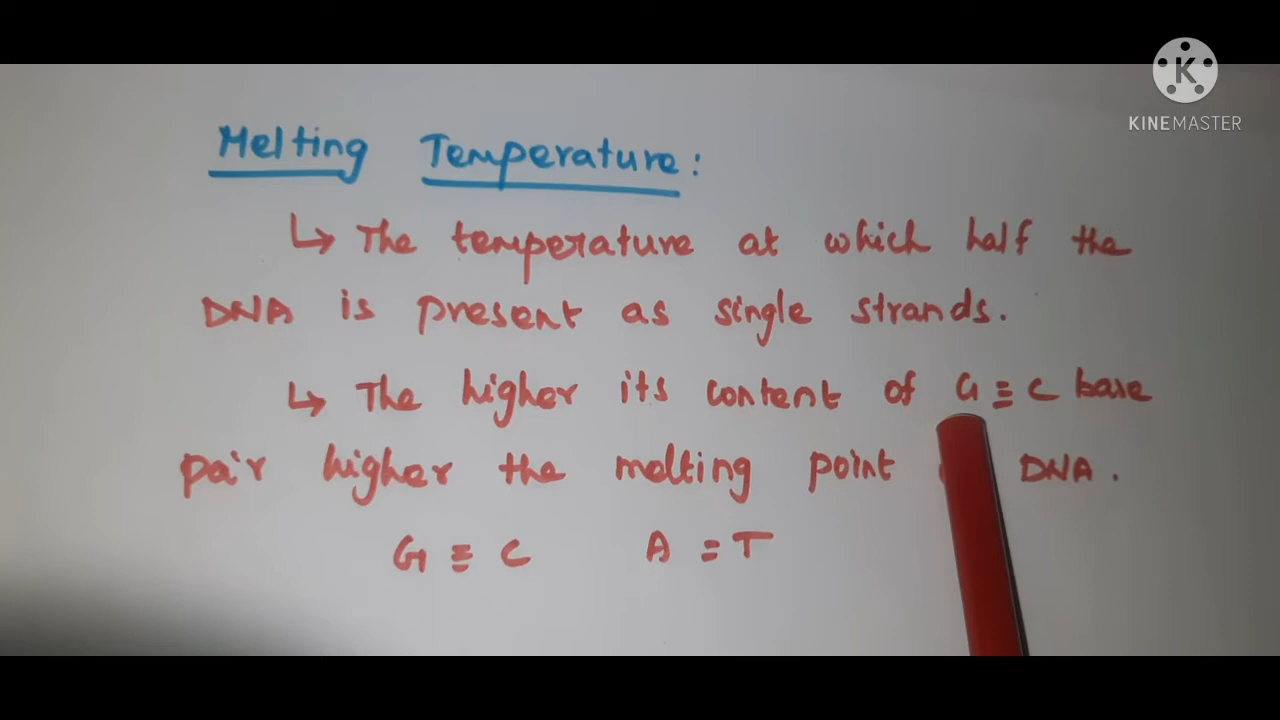 K
KINEMASTER
Melting Temperature:
↳ The temperature at which half the
DNA is present as single strands.
↳ The higher its content of G≡C base
pair higher the melting point DNA.
G≡C A=T